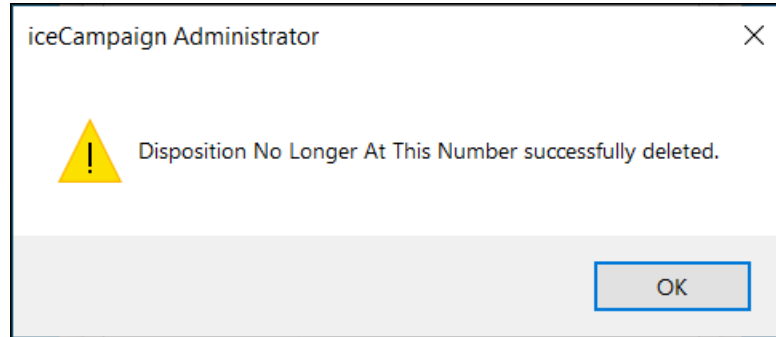 iceCampaign Administrator
Disposition No Longer At This Number successfully deleted.
OK